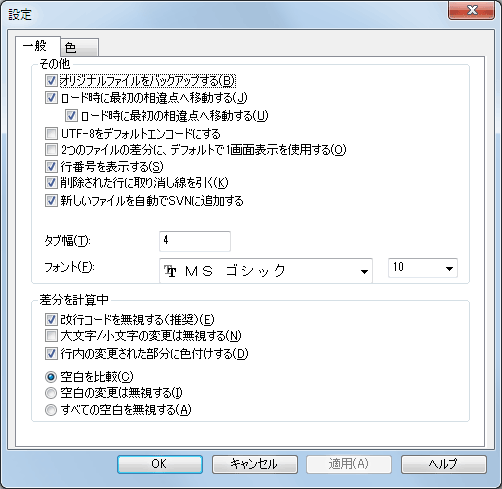 設定
一般
色
その他
オリジナルファイルをバックアップする(B)
ロード時に最初の相違点へ移動する(J)
ロード時に最初の相違点へ移動する(U)
UTF-8をデフォルトエンコードにする
2つのファイルの差分に、デフォルトで1画面表示を使用する(O)
行番号を表示する(S)
削除された行に取り消し線を引く(K)
新しいファイルを自動でSVNに追加する
タブ幅(T):
4
フォント(F):
MS ゴシック
10
差分を計算中
改行コードを無視する(推奨)(E)
大文字/小文字の変更は無視する(N)
行内の変更された部分に色付けする(D)
空白を比較(C)
空白の変更は無視する(I)
すべての空白を無視する(A)
OK
キャンセル
適用(A)
ヘルプ